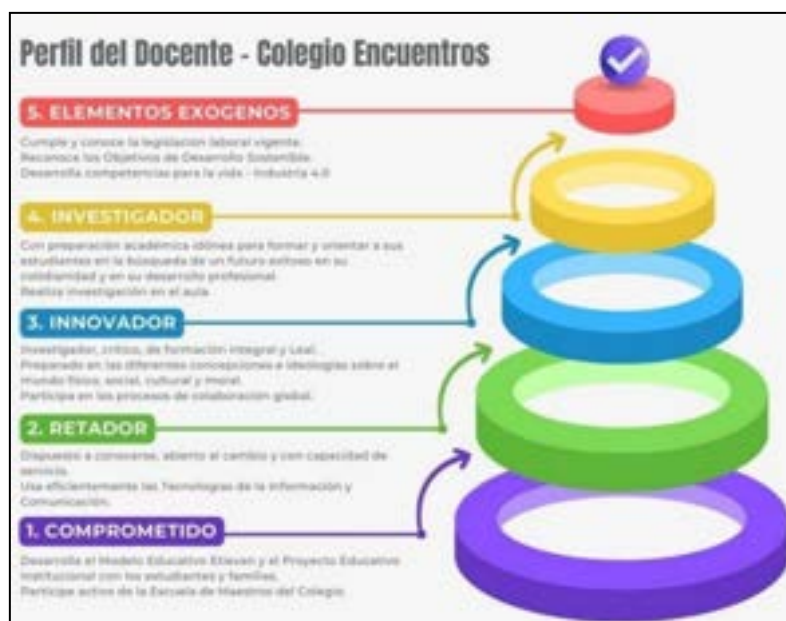 Perfil del Docente - Colegio Encuentros
5. ELEMENTOS EXOGENOS
Cumple y conoce la legislación laboral vigente.
Reconoce los Objetivos de Desarrollo Sostenible.
Desarrolla competencias para la vida - Industria 4.0
4. INVESTIGADOR
Con preparación académica idónea para formar y orientar a sus
estudiantes en la búsqueda de un futuro exitoso en su
cotidianidad y en su desarrollo profesional.
Realiza investigación en el aula.
3. INNOVADOR
Investigador, crítico, de formación integral y Leal.
Preparado en las diferentes concepciones e ideologías sobre el
mundo físico, social, cultural y moral.
Participa en los procesos de colaboración global.
2. RETADOR
Dispuesto a conocerse, abierto al cambio y con capacidad de
servicio.
Usa eficientemente las Tecnologías de la Información y
Comunicación.
1. COMPROMETIDO
Desarrolla el Modelo Educativo Etievan y el Proyecto Educativo
Institucional con los estudiantes y familias.
Participa activo de la Escuela de Maestros del Colegio.